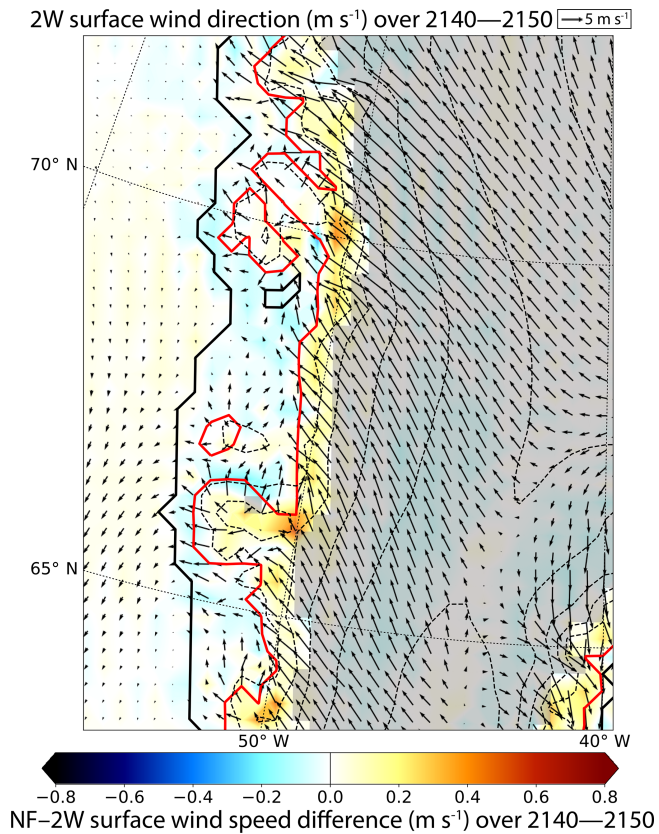 2W surface wind direction (m s⁻¹) over 2140—2150 5 m s⁻¹
70° N
65° N
50° W 40° W
−0.8 −0.6 −0.4 −0.2 0.0 0.2 0.4 0.6 0.8
NF−2W surface wind speed difference (m s⁻¹) over 2140—2150